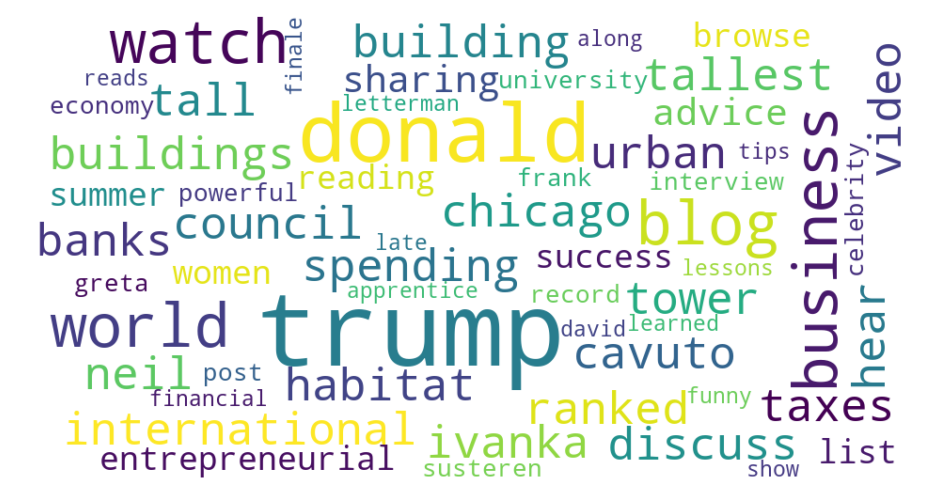 watch
finale
building
along
browse
reads
sharing
university
tallest
video
economy
tall
letterman
donald
advice
business
buildings
urban
tips
reading
frank
interview
celebrity
summer
powerful
council
chicago
blog
banks
late
spending
success
lessons
greta
women
apprentice
record
tower
hear
world
trump
david
learned
cavuto
neil
post
habitat
financial
ranked
funny
taxes
international
ivanka
discuss
list
entrepreneurial
susteren
show